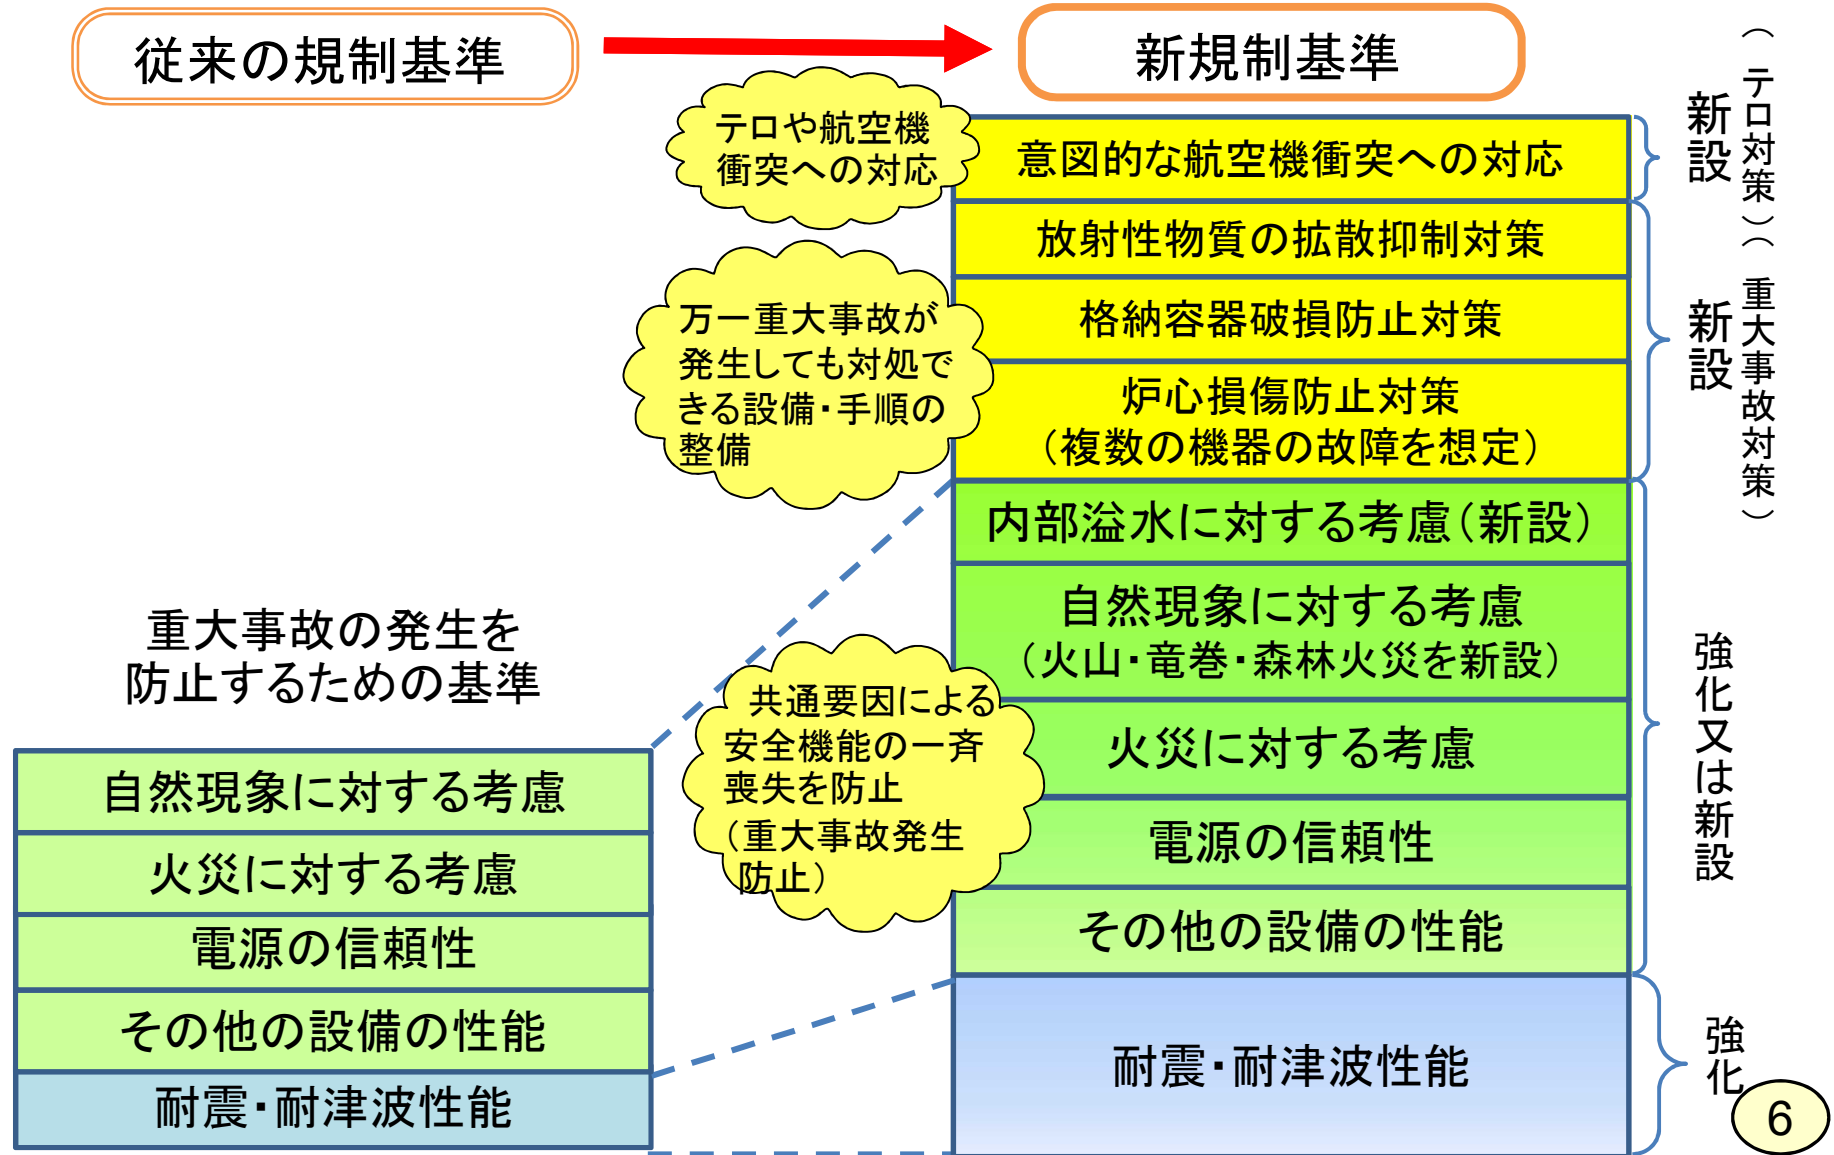 従来の規制基準
新規制基準
テロや航空機
衝突への対応
万一重大事故が
発生しても対処で
きる設備・手順の
整備
共通要因による
安全機能の一斉
喪失を防止
（重大事故発生
防止）
重大事故の発生を
防止するための基準
自然現象に対する考慮
火災に対する考慮
電源の信頼性
その他の設備の性能
耐震・耐津波性能
意図的な航空機衝突への対応
放射性物質の拡散抑制対策
格納容器破損防止対策
炉心損傷防止対策
（複数の機器の故障を想定）
内部溢水に対する考慮（新設）
自然現象に対する考慮
（火山・竜巻・森林火災を新設）
火災に対する考慮
電源の信頼性
その他の設備の性能
耐震・耐津波性能
新設
（テロ対策）
新設
（重大事故対策）
強化又は新設
強化
6